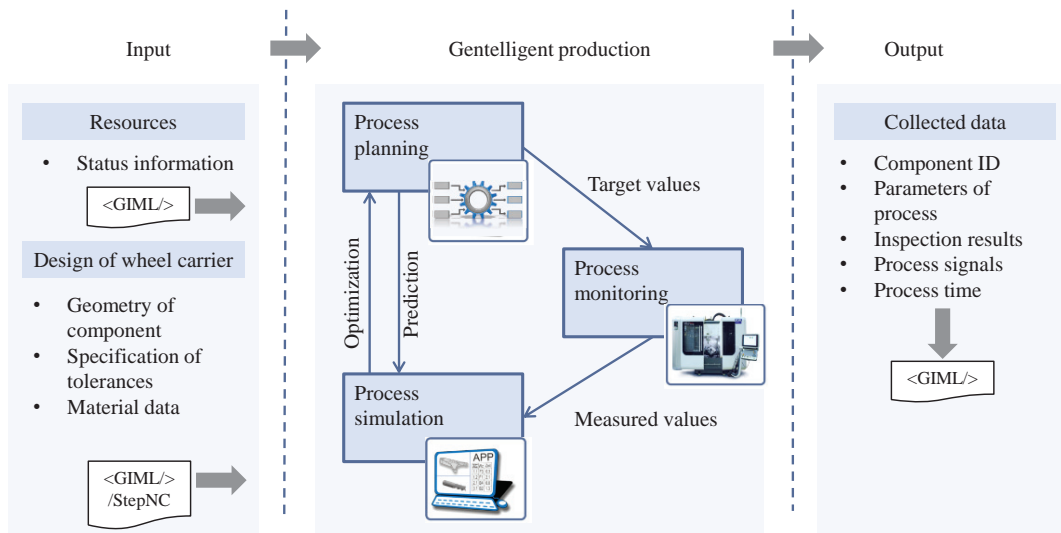 Input
Gentelligent production
Output
Resources
• Status information
<GIML/>
Design of wheel carrier
• Geometry of
component
• Specification of
tolerances
• Material data
<GIML/>
/StepNC
Process
planning
Target values
Process
monitoring
Optimization
Prediction
Process
simulation
APP
Measured values
Collected data
• Component ID
• Parameters of
process
• Inspection results
• Process signals
• Process time
<GIML/>